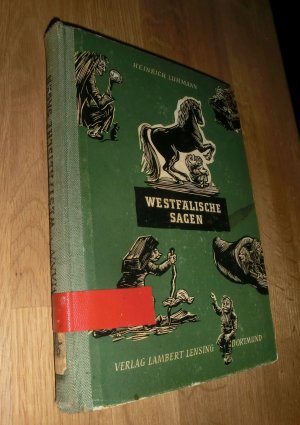 HEINRICH LUHMANN
WESTFÄLISCHE
SAGEN
VERLAG LAMBERT LENSING DORTMUND